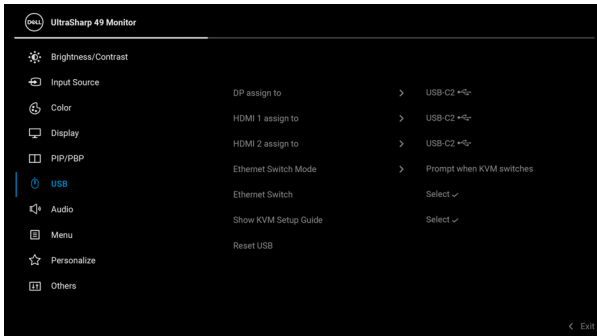 DELL UltraSharp 49 Monitor
Brightness/Contrast
Input Source
Color
Display
PIP/PBP
USB
Audio
Menu
Personalize
Others
DP assign to > USB-C2
HDMI 1 assign to > USB-C2
HDMI 2 assign to > USB-C2
Ethernet Switch Mode > Prompt when KVM switches
Ethernet Switch Select ✓
Show KVM Setup Guide Select ✓
Reset USB
< Exit